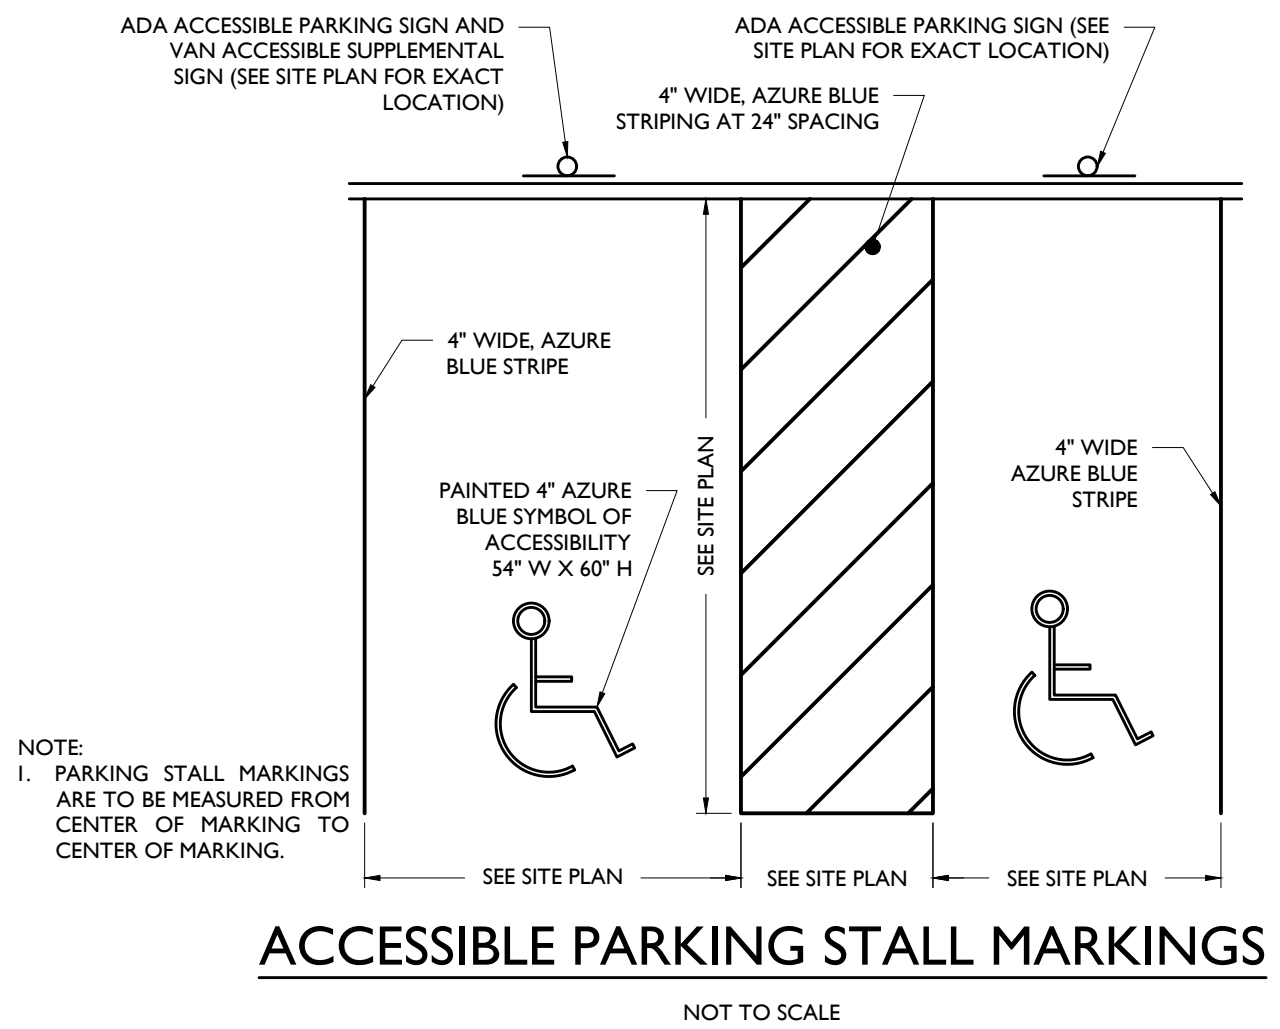 ADA ACCESSIBLE PARKING SIGN AND
VAN ACCESSIBLE SUPPLEMENTAL
SIGN (SEE SITE PLAN FOR EXACT
LOCATION)
ADA ACCESSIBLE PARKING SIGN (SEE
SITE PLAN FOR EXACT LOCATION)
4" WIDE, AZURE BLUE
STRIPING AT 24" SPACING
4" WIDE, AZURE
BLUE STRIPE
4" WIDE
AZURE BLUE
STRIPE
PAINTED 4" AZURE
BLUE SYMBOL OF
ACCESSIBILITY
54" W X 60" H
SEE SITE PLAN
NOTE:
1. PARKING STALL MARKINGS
ARE TO BE MEASURED FROM
CENTER OF MARKING TO
CENTER OF MARKING.
SEE SITE PLAN
SEE SITE PLAN
SEE SITE PLAN
ACCESSIBLE PARKING STALL MARKINGS
NOT TO SCALE